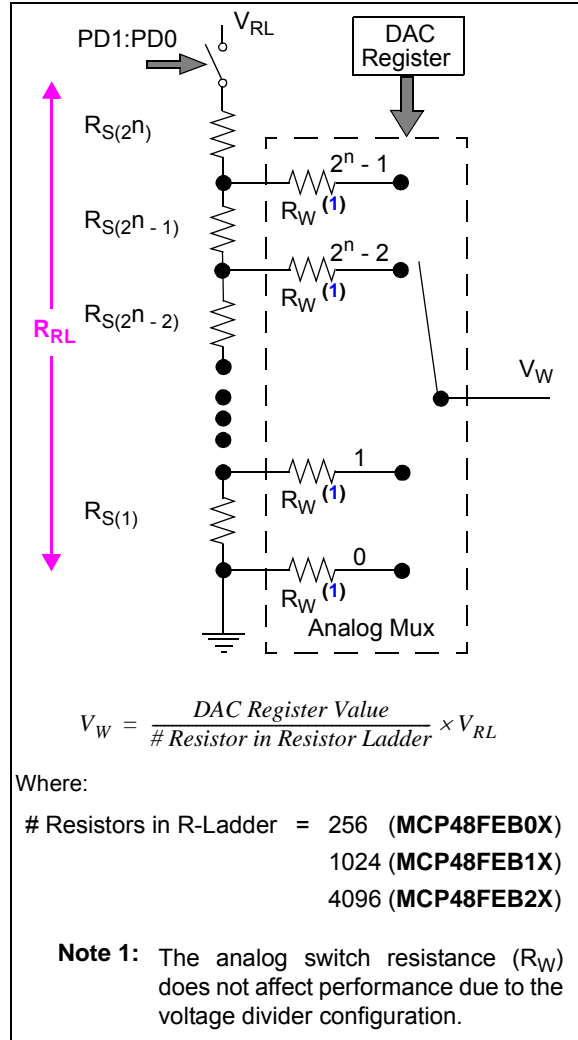 V_RL
PD1:PD0
DAC
Register
R_S(2^n)
2^n - 1
R_W (1)
R_S(2^n - 1)
2^n - 2
R_W (1)
R_S(2^n - 2)
R_RL
V_W
1
R_W (1)
R_S(1)
0
R_W (1)
Analog Mux
V_W = DAC Register Value / # Resistor in Resistor Ladder × V_RL
Where:
# Resistors in R-Ladder = 256 (MCP48FEB0X)
1024 (MCP48FEB1X)
4096 (MCP48FEB2X)
Note 1: The analog switch resistance (R_W)
does not affect performance due to the
voltage divider configuration.